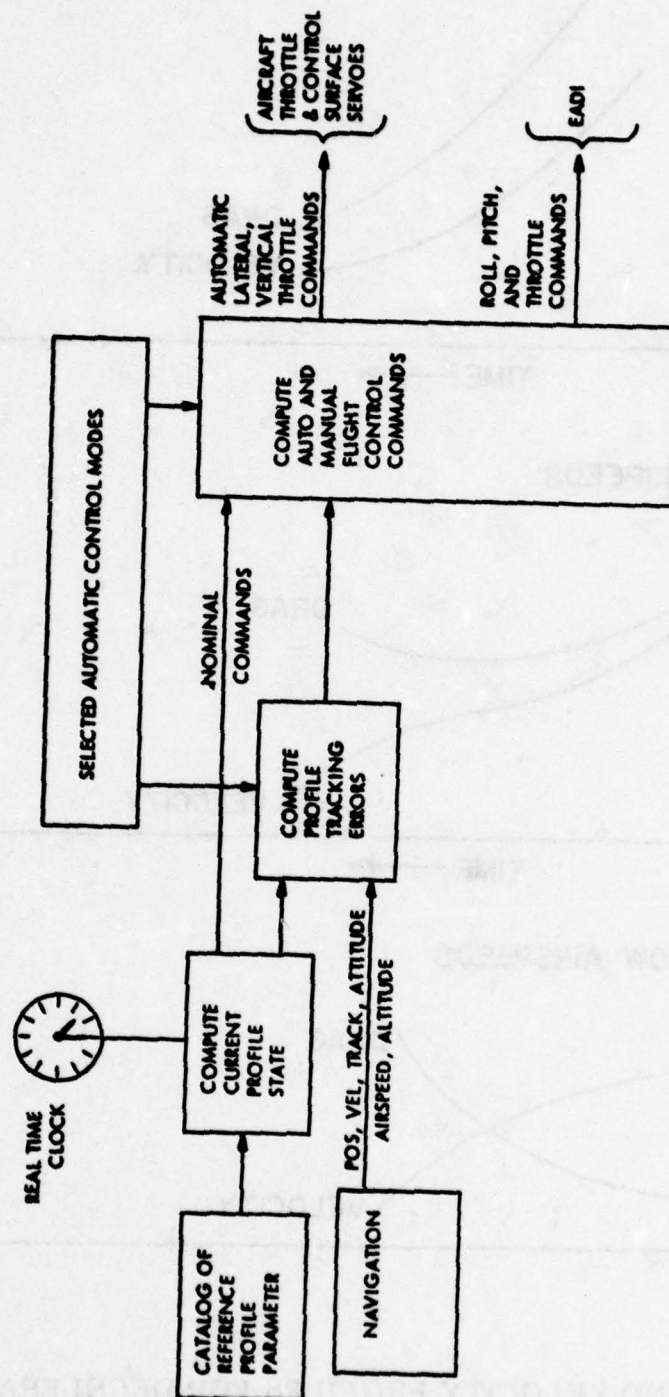 REAL TIME
CLOCK
SELECTED AUTOMATIC CONTROL MODES
CATALOG OF
REFERENCE
PROFILE
PARAMETER
COMPUTE
CURRENT
PROFILE
STATE
NOMINAL
COMMANDS
COMPUTE
PROFILE
TRACKING
ERRORS
NAVIGATION
POS, VEL, TRACK, ATTITUDE
AIRSPEED, ALTITUDE
COMPUTE
AUTO AND
MANUAL
FLIGHT
CONTROL
COMMANDS
AUTOMATIC
LATERAL,
VERTICAL
THROTTLE
COMMANDS
AIRCRAFT
THROTTLE
& CONTROL
SURFACE
SERVOES
ROLL, PITCH,
AND
THROTTLE
COMMANDS
EADI